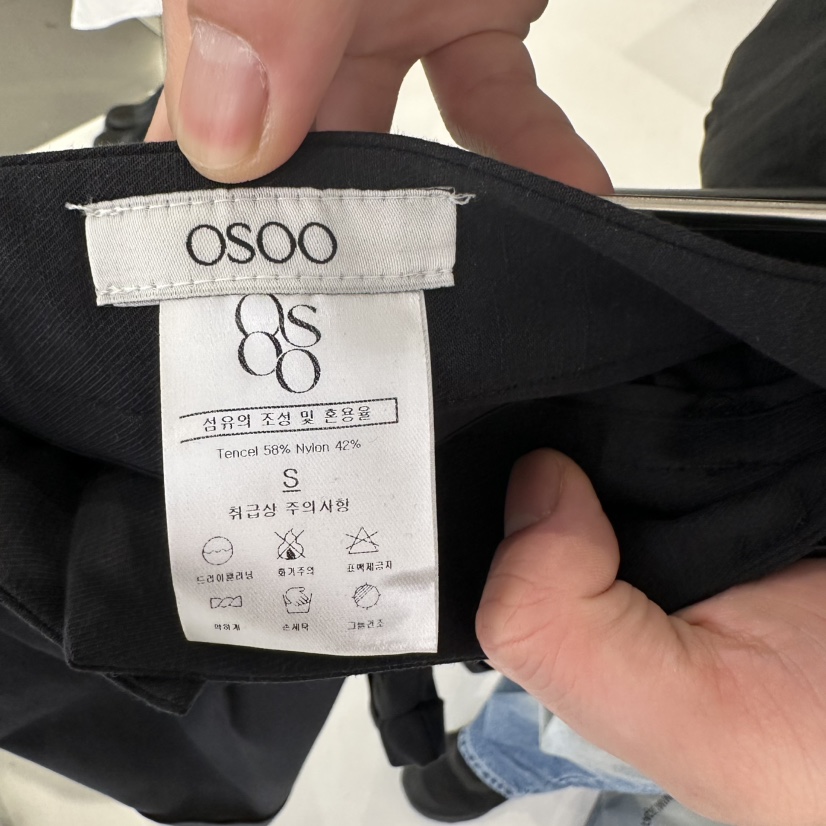 OSOO
OSOO
섬유의 조성 및 혼용율
Tencel 58% Nylon 42%
S
취급상 주의사항
드라이클리닝 화기주의 표백제금지
약하게 손세탁 그늘건조